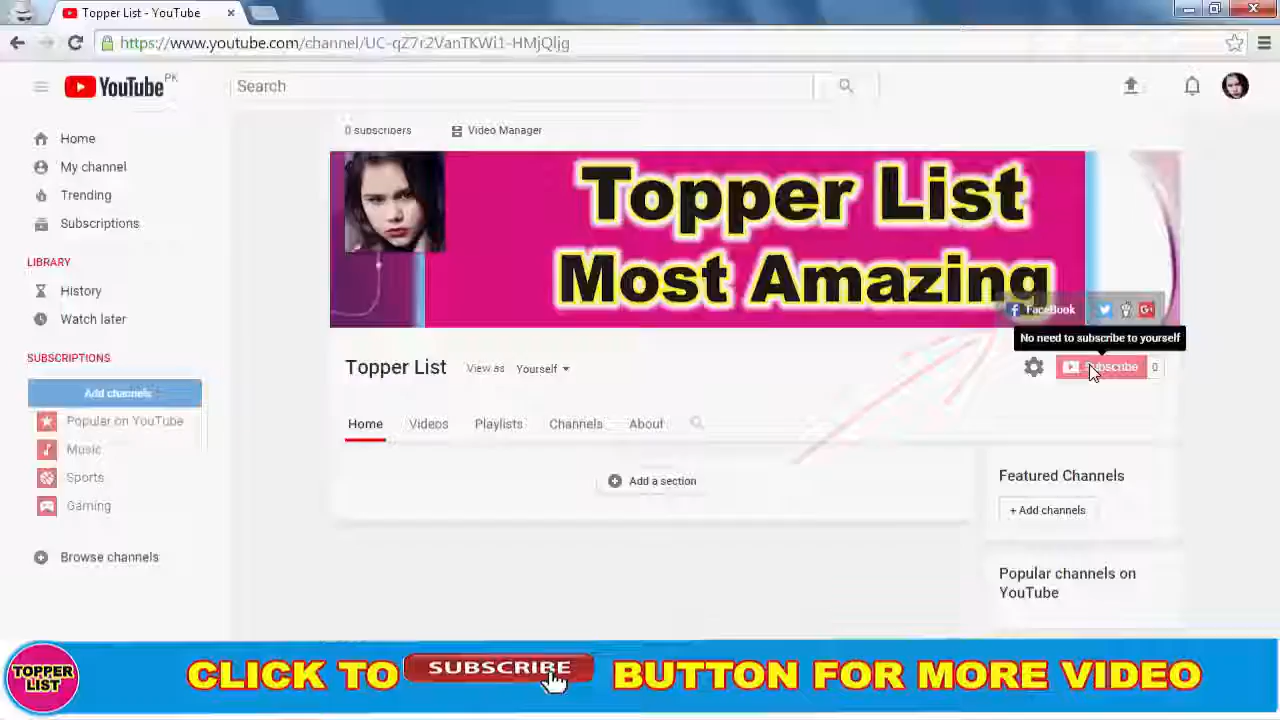 Topper List - YouTube
https://www.youtube.com/channel/UC-qZ7r2VanTKWi1-HMjQljg
YouTube PK
Search
0 subscribers
Video Manager
Home
My channel
Trending
Subscriptions
LIBRARY
History
Watch later
SUBSCRIPTIONS
Add channels
Popular on YouTube
Music
Sports
Gaming
Browse channels
Topper List
Most Amazing
FaceBook
No need to subscribe to yourself
Topper List
View as
Yourself
Subscribe
0
Home
Videos
Playlists
Channels
About
Add a section
Featured Channels
+ Add channels
Popular channels on
YouTube
TOPPER
LIST
CLICK TO SUBSCRIBE BUTTON FOR MORE VIDEO